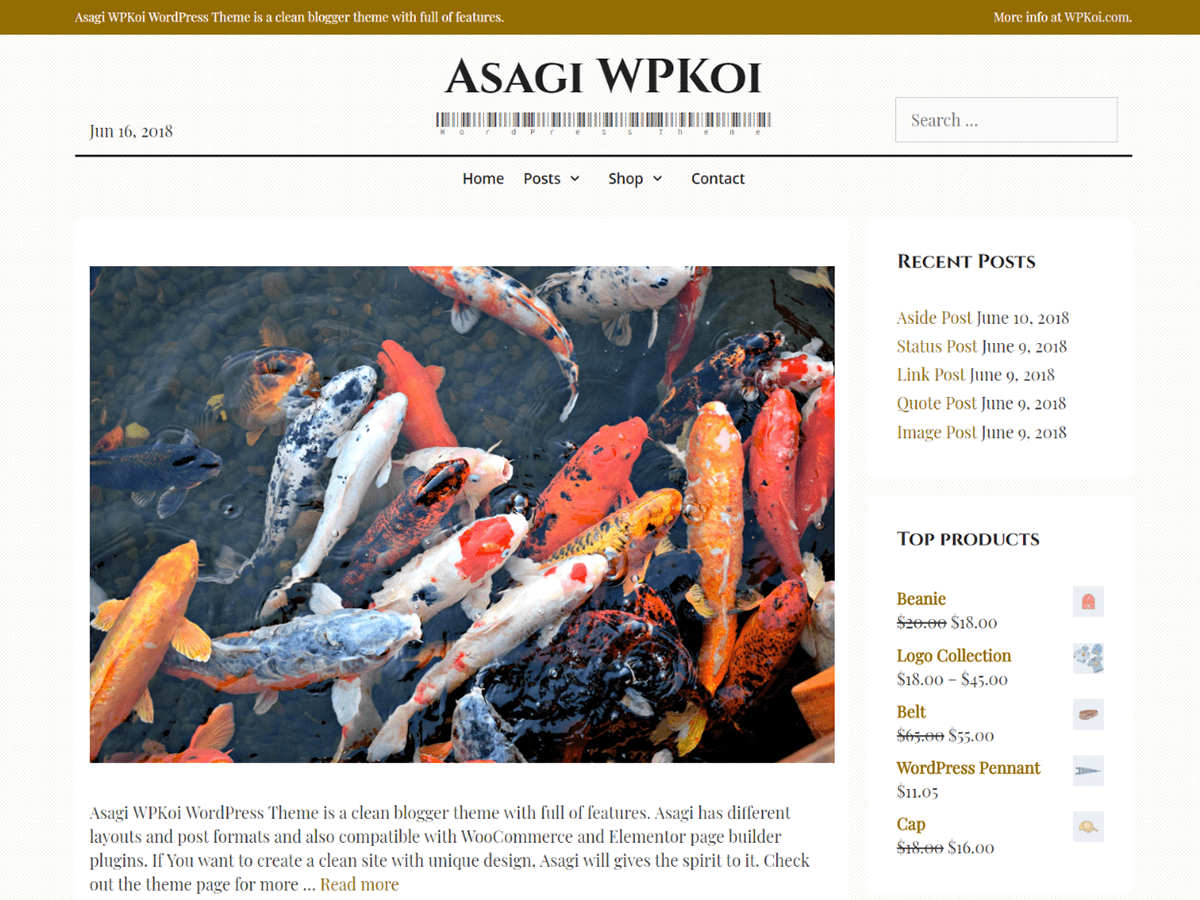 Asagi WPKoi WordPress Theme is a clean blogger theme with full of features.
More info at WPKoi.com.
Asagi WPKoi
WordPress Theme
Jun 16, 2018
Search ...
Home Posts Shop Contact
Recent Posts
Aside Post June 10, 2018
Status Post June 9, 2018
Link Post June 9, 2018
Quote Post June 9, 2018
Image Post June 9, 2018
Top products
Beanie
$20.00 $18.00
Logo Collection
$18.00 – $45.00
Belt
$65.00 $55.00
WordPress Pennant
$11.05
Cap
$18.00 $16.00
Asagi WPKoi WordPress Theme is a clean blogger theme with full of features. Asagi has different
layouts and post formats and also compatible with WooCommerce and Elementor page builder
plugins. If You want to create a clean site with unique design, Asagi will gives the spirit to it. Check
out the theme page for more ... Read more